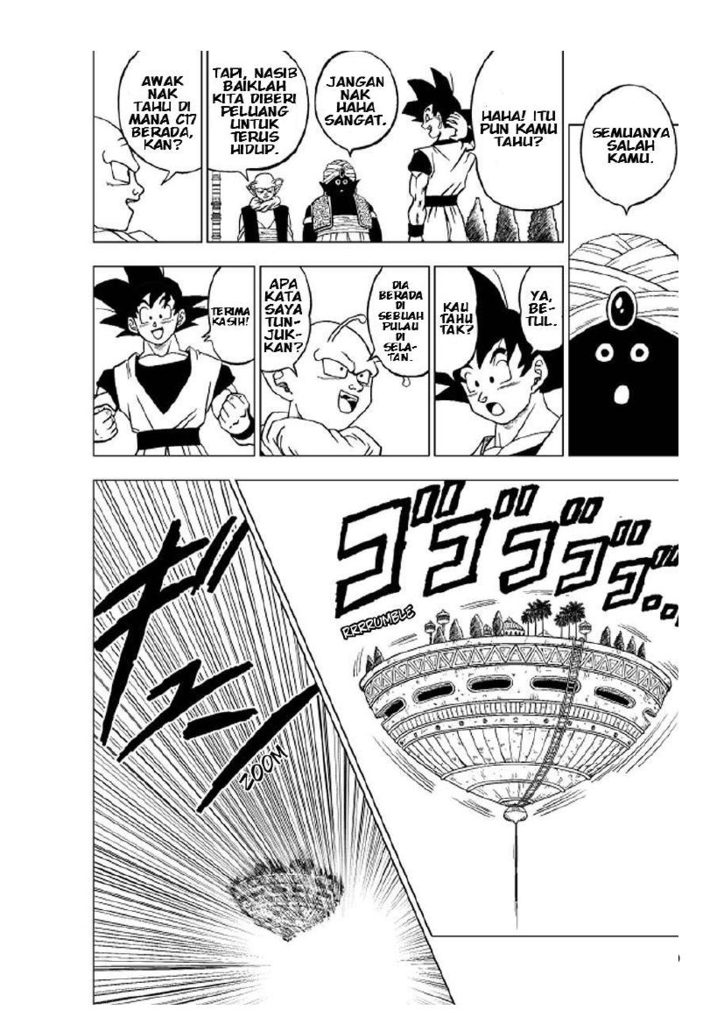 SEMUANYA
SALAH
KAMU.
HAHA! ITU
PUN KAMU
TAHU?
JANGAN
NAK
HAHA
SANGAT.
TAPI, NASIB
BAIKLAH
KITA DIBERI
PELUANG
UNTUK
TERUS
HIDUP.
AWAK
NAK
TAHU DI
MANA C17
BERADA,
KAN?
YA,
BE-
TUL.
KAU
TAHU
TAK?
DIA
BERADA
DI
SEBUAH
PULAU
DI
SELA-
TAN.
APA
KATA
SAYA
TUN-
JUK-
KAN?
TERIMA
KASIH!
ゴゴゴゴゴ...
RRRRUMBLE
ギューン
ZOOM